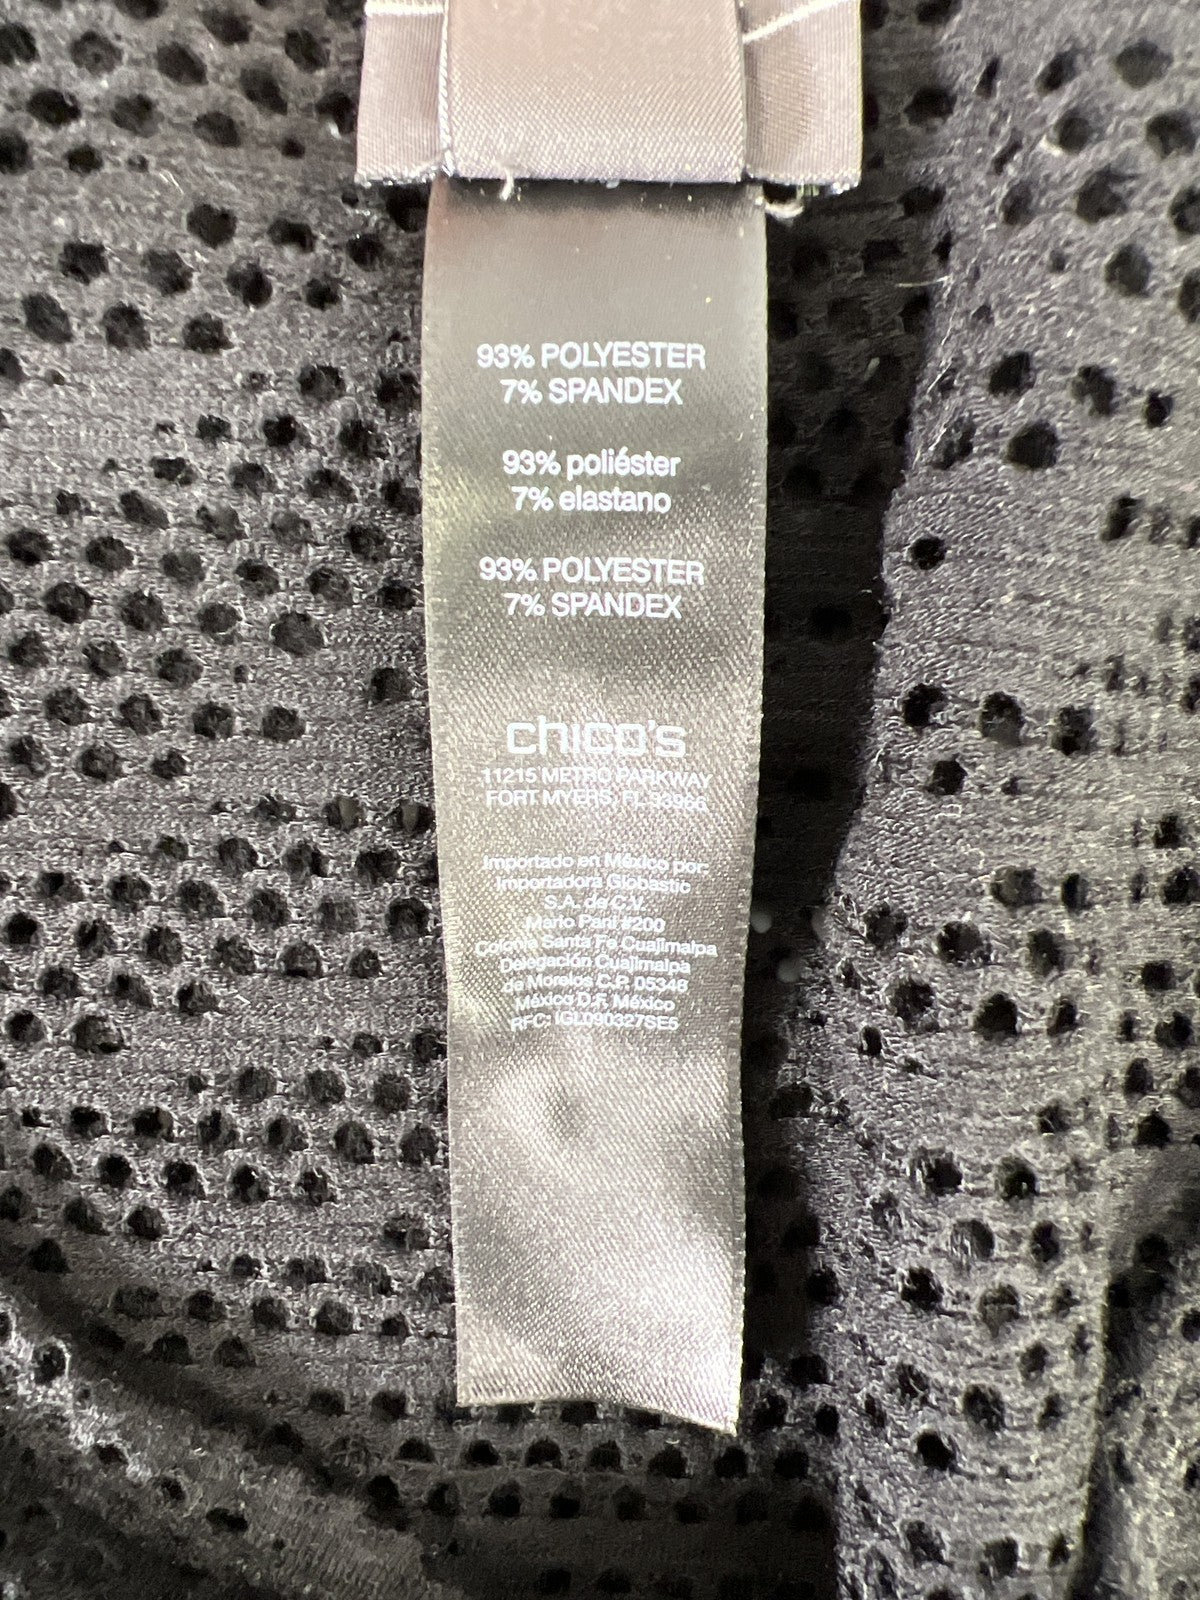 93% POLYESTER
7% SPANDEX
93% poliéster
7% elastano
93% POLYESTER
7% SPANDEX
chico's
11215 METRO PARKWAY
FORT MYERS, FL 33966
Importado en México por:
Importadora Globastic
S.A. de C.V.
Mario Pani #200
Colonia Santa Fe Cuajimalpa
Delegación Cuajimalpa
de Morelos C.P. 05348
México D.F. México
RFC: IGL090327SE5